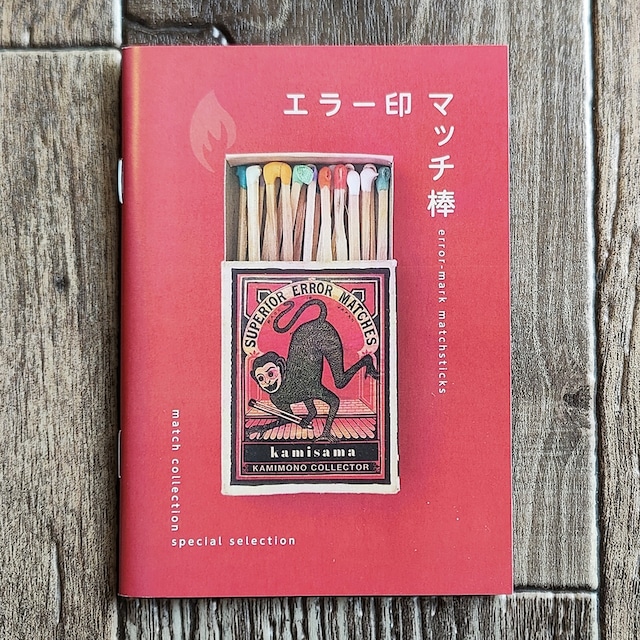 エラー印
マッチ棒
error-mark matchsticks
SUPERIOR ERROR MATCHES
kamisama
KAMIMONO COLLECTOR
match collection
special selection